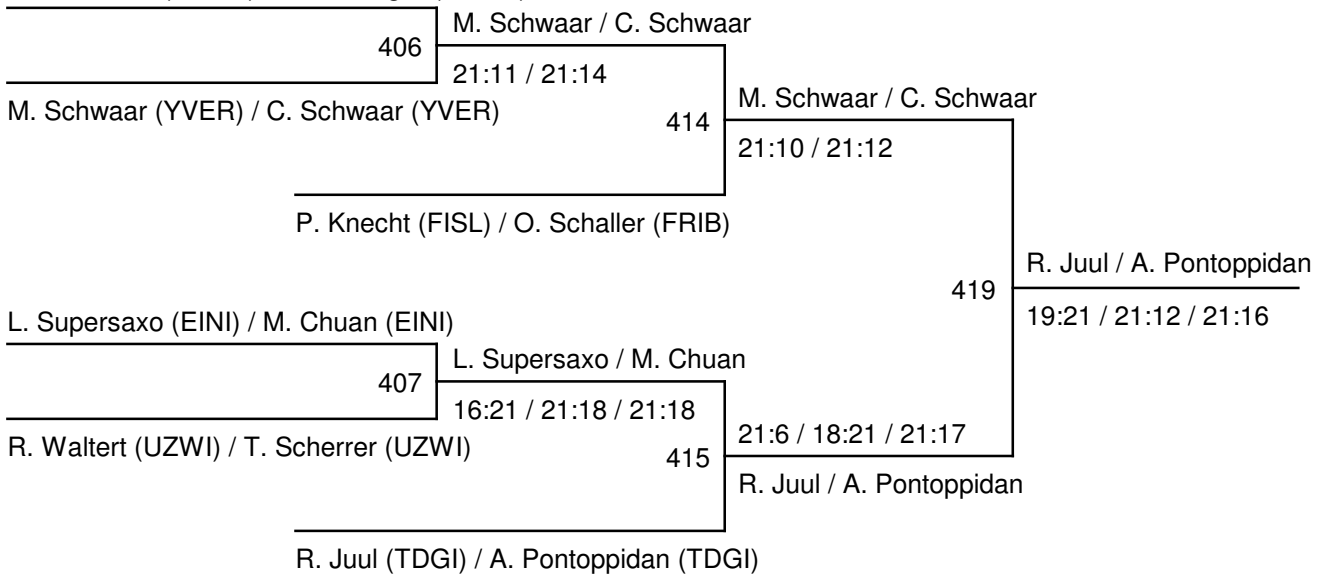 M. Schwaar / C. Schwaar
406
21:11 / 21:14
M. Schwaar (YVER) / C. Schwaar (YVER)
M. Schwaar / C. Schwaar
414
21:10 / 21:12
P. Knecht (FISL) / O. Schaller (FRIB)
R. Juul / A. Pontoppidan
419
19:21 / 21:12 / 21:16
L. Supersaxo (EINI) / M. Chuan (EINI)
L. Supersaxo / M. Chuan
407
16:21 / 21:18 / 21:18
R. Waltert (UZWI) / T. Scherrer (UZWI)
21:6 / 18:21 / 21:17
415
R. Juul / A. Pontoppidan
R. Juul (TDGI) / A. Pontoppidan (TDGI)